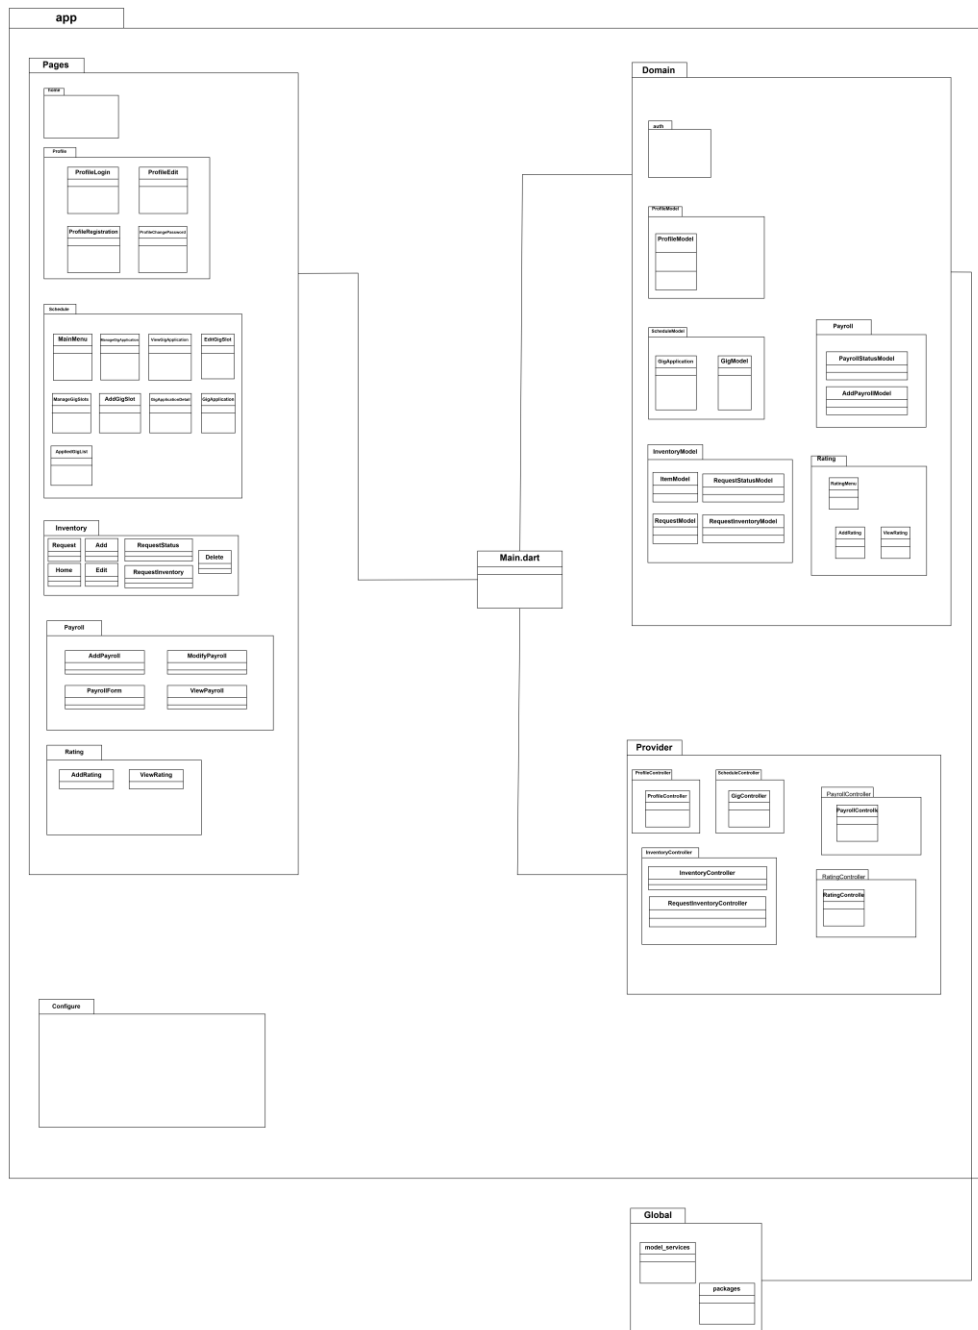 app
Pages
home
Profile
ProfileLogin
ProfileEdit
ProfileRegistration
ProfileChangePassword
Schedule
MainMenu
ManageGigApplication
ViewGigApplication
EditGigSlot
ManageGigSlots
AddGigSlot
GigApplicationDetail
GigApplication
AppliedGigList
Inventory
Request
Add
RequestStatus
Delete
Home
Edit
RequestInventory
Payroll
AddPayroll
ModifyPayroll
PayrollForm
ViewPayroll
Rating
AddRating
ViewRating
Configure
Main.dart
Domain
auth
ProfileModel
ProfileModel
ScheduleModel
GigApplication
GigModel
Payroll
PayrollStatusModel
AddPayrollModel
InventoryModel
ItemModel
RequestStatusModel
RequestModel
RequestInventoryModel
Rating
RatingMenu
AddRating
ViewRating
Provider
ProfileController
ProfileController
ScheduleController
GigController
PayrollController
PayrollControlle
InventoryController
InventoryController
RequestInventoryController
RatingController
RatingControlle
Global
model_services
packages